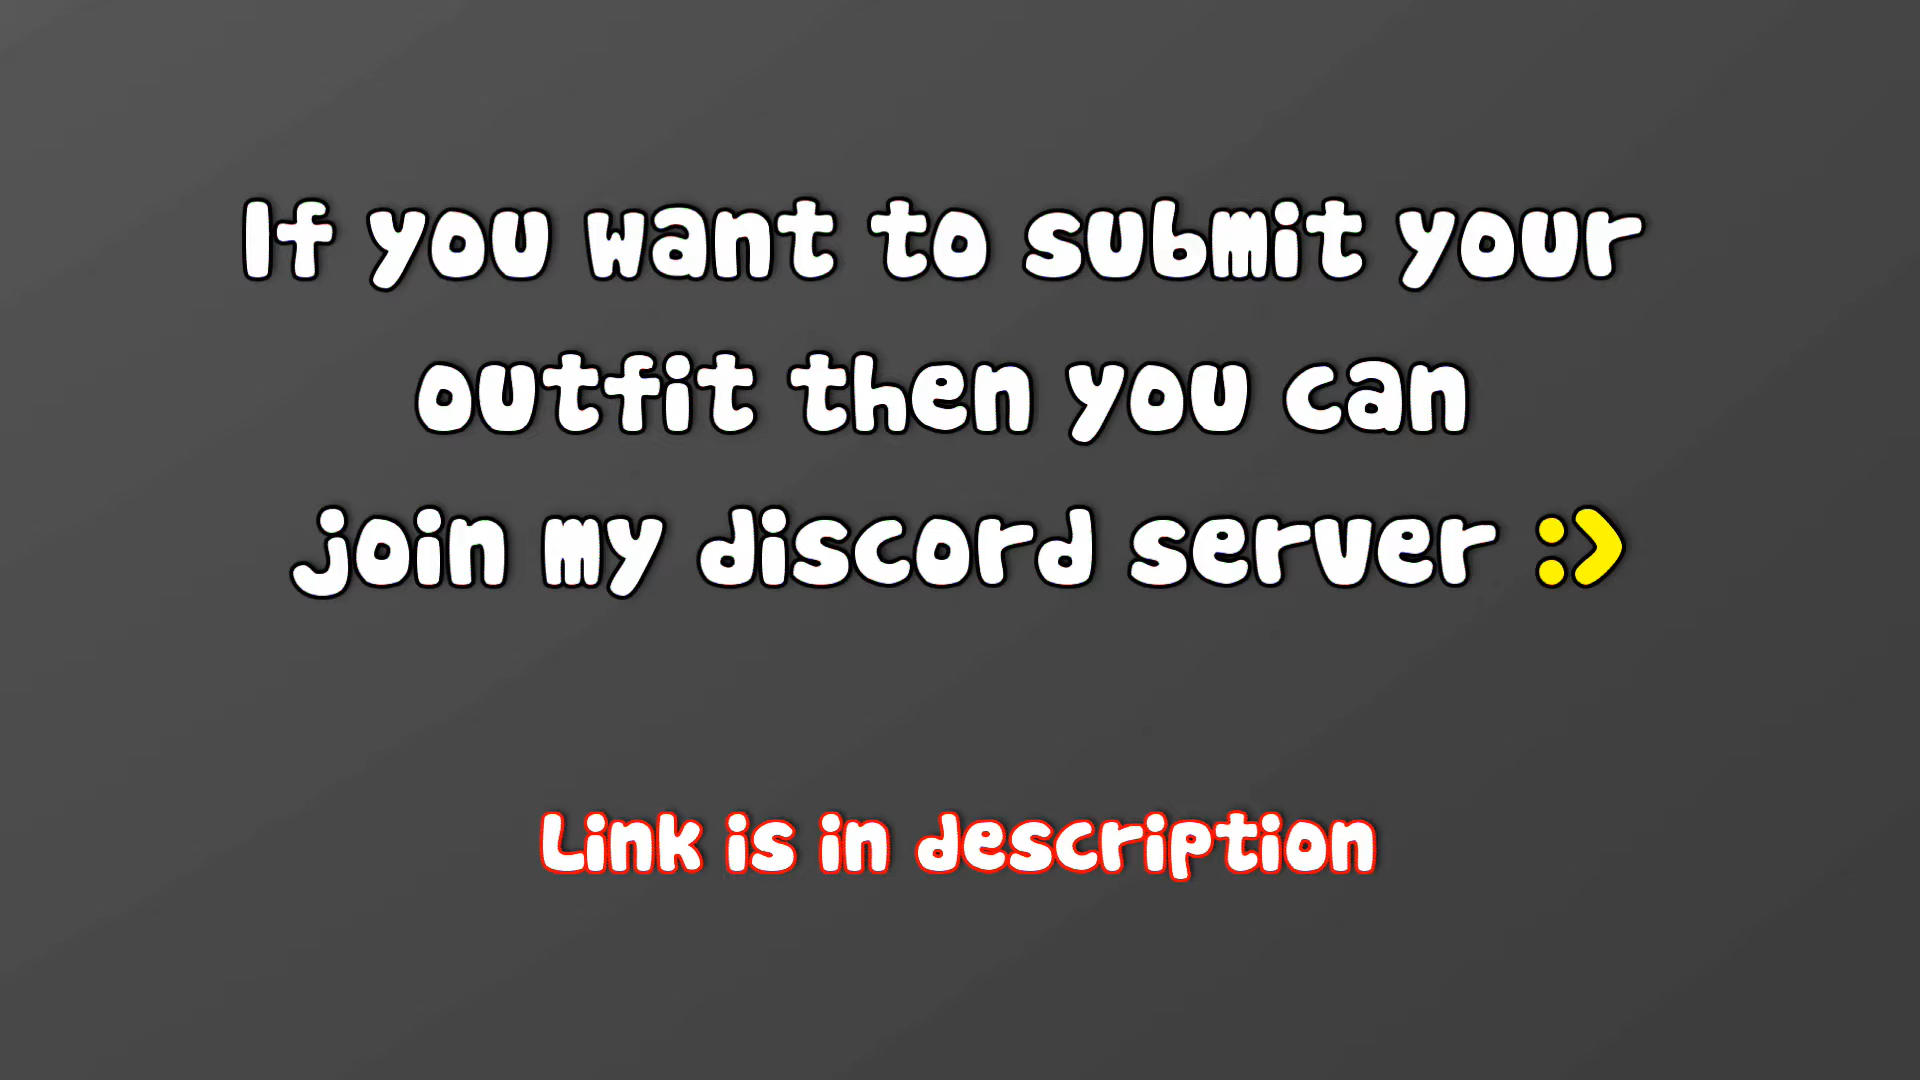 If you want to submit your
outfit then you can
join my discord server :>
Link is in description